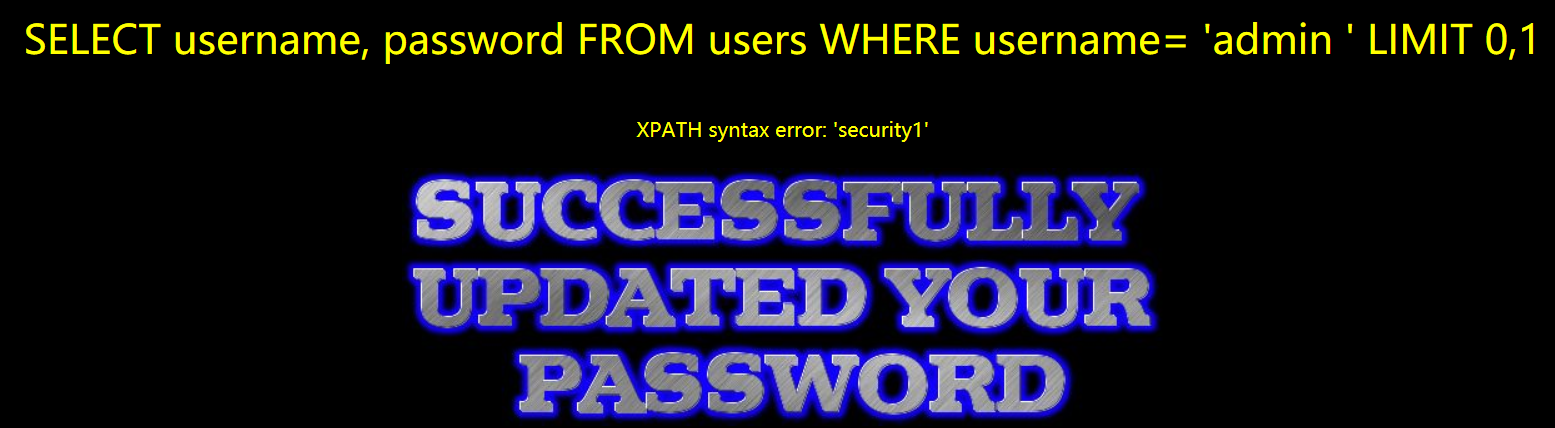 SELECT username, password FROM users WHERE username= 'admin ' LIMIT 0,1
XPATH syntax error: 'security1'
SUCCESSFULLY
UPDATED YOUR
PASSWORD